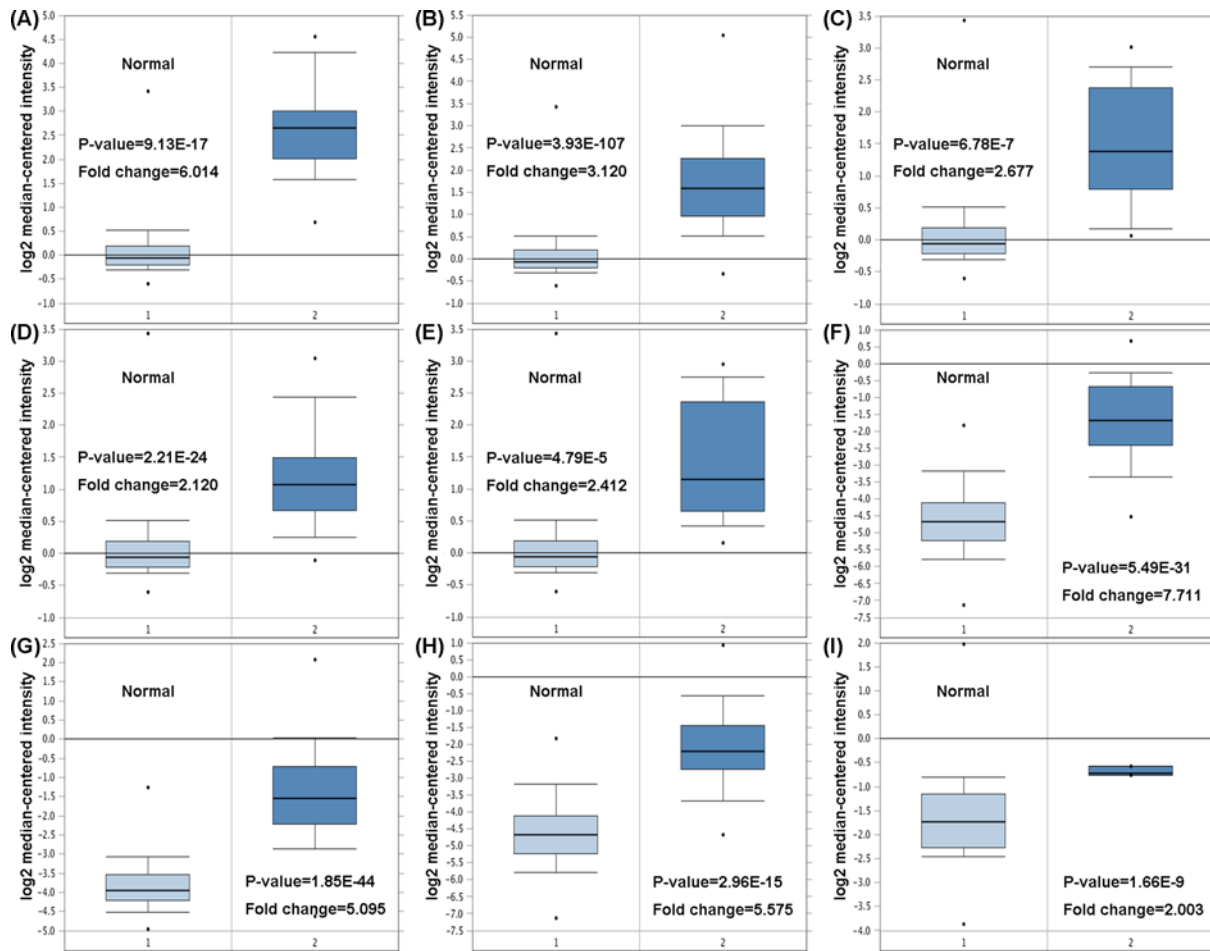 (A)
log2 median-centered intensity
5.0
4.5
4.0
3.5
3.0
2.5
2.0
1.5
1.0
0.5
0.0
-0.5
-1.0
Normal
P-value=9.13E-17
Fold change=6.014
1 2
(B)
log2 median-centered intensity
5.5
5.0
4.5
4.0
3.5
3.0
2.5
2.0
1.5
1.0
0.5
0.0
-0.5
-1.0
Normal
P-value=3.93E-107
Fold change=3.120
1 2
(C)
log2 median-centered intensity
3.5
3.0
2.5
2.0
1.5
1.0
0.5
0.0
-0.5
-1.0
Normal
P-value=6.78E-7
Fold change=2.677
1 2
(D)
log2 median-centered intensity
3.5
3.0
2.5
2.0
1.5
1.0
0.5
0.0
-0.5
-1.0
Normal
P-value=2.21E-24
Fold change=2.120
1 2
(E)
log2 median-centered intensity
3.5
3.0
2.5
2.0
1.5
1.0
0.5
0.0
-0.5
-1.0
Normal
P-value=4.79E-5
Fold change=2.412
1 2
(F)
log2 median-centered intensity
1.0
0.5
0.0
-0.5
-1.0
-1.5
-2.0
-2.5
-3.0
-3.5
-4.0
-4.5
-5.0
-5.5
-6.0
-6.5
-7.0
-7.5
Normal
P-value=5.49E-31
Fold change=7.711
1 2
(G)
log2 median-centered intensity
2.5
2.0
1.5
1.0
0.5
0.0
-0.5
-1.0
-1.5
-2.0
-2.5
-3.0
-3.5
-4.0
-4.5
-5.0
Normal
P-value=1.85E-44
Fold change=5.095
1 2
(H)
log2 median-centered intensity
1.0
0.5
0.0
-0.5
-1.0
-1.5
-2.0
-2.5
-3.0
-3.5
-4.0
-4.5
-5.0
-5.5
-6.0
-6.5
-7.0
-7.5
Normal
P-value=2.96E-15
Fold change=5.575
1 2
(I)
log2 median-centered intensity
2.0
1.5
1.0
0.5
0.0
-0.5
-1.0
-1.5
-2.0
-2.5
-3.0
-3.5
-4.0
Normal
P-value=1.66E-9
Fold change=2.003
1 2